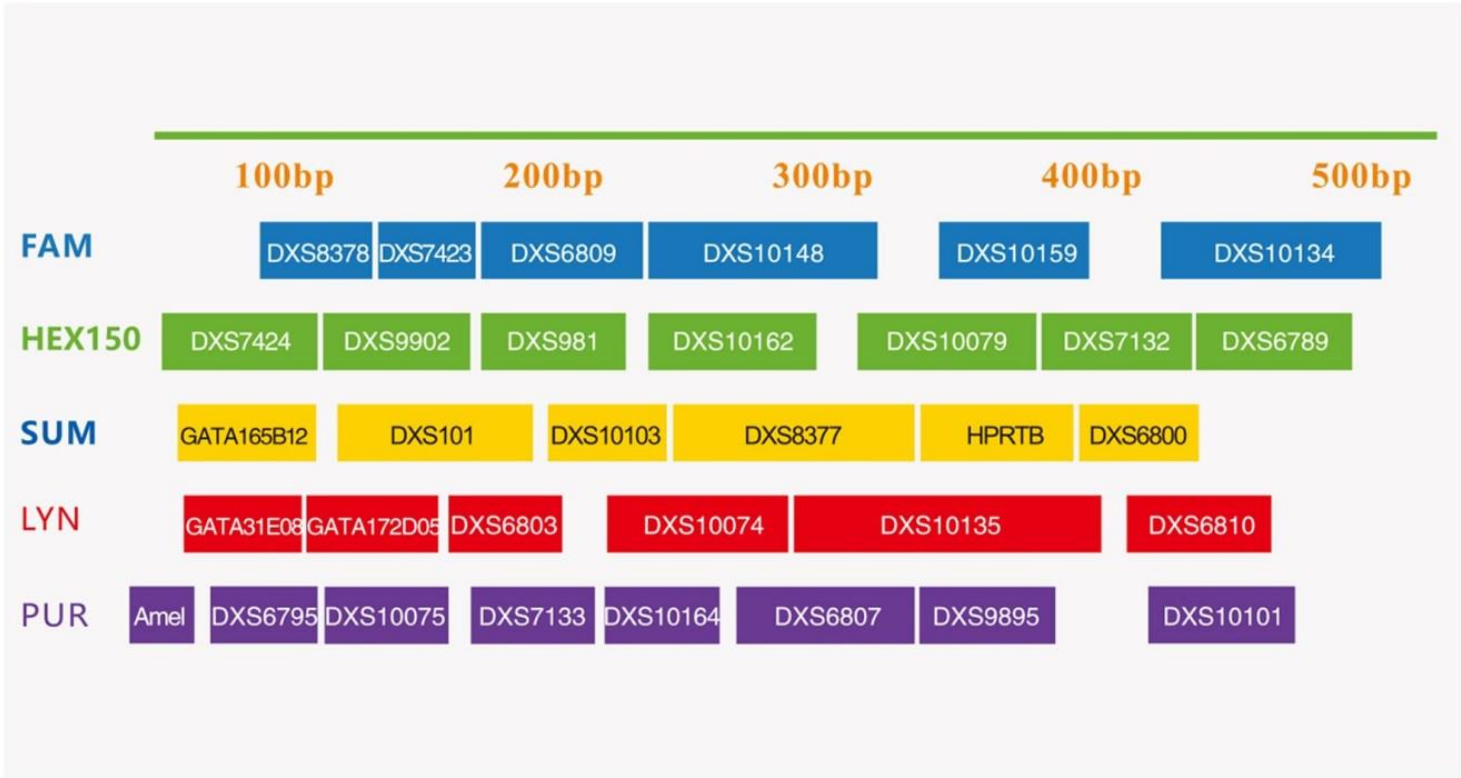 100bp 200bp 300bp 400bp 500bp
FAM DXS8378 DXS7423 DXS6809 DXS10148 DXS10159 DXS10134
HEX150 DXS7424 DXS9902 DXS981 DXS10162 DXS10079 DXS7132 DXS6789
SUM GATA165B12 DXS101 DXS10103 DXS8377 HPRTB DXS6800
LYN GATA31E08 GATA172D05 DXS6803 DXS10074 DXS10135 DXS6810
PUR Amel DXS6795 DXS10075 DXS7133 DXS10164 DXS6807 DXS9895 DXS10101